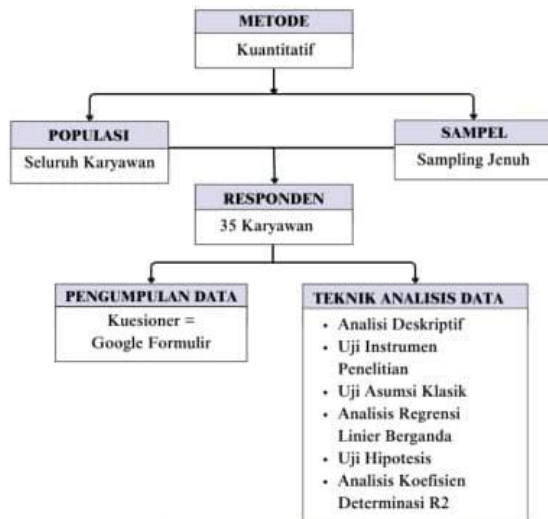 METODE
Kuantitatif
POPULASI
Seluruh Karyawan
SAMPEL
Sampling Jenuh
RESPONDEN
35 Karyawan
PENGUMPULAN DATA
Kuesioner =
Google Formulir
TEKNIK ANALISIS DATA
• Analisi Deskriptif
• Uji Instrumen
Penelitian
• Uji Asumsi Klasik
• Analisis Regrensi
Linier Berganda
• Uji Hipotesis
• Analisis Koefisien
Determinasi R2